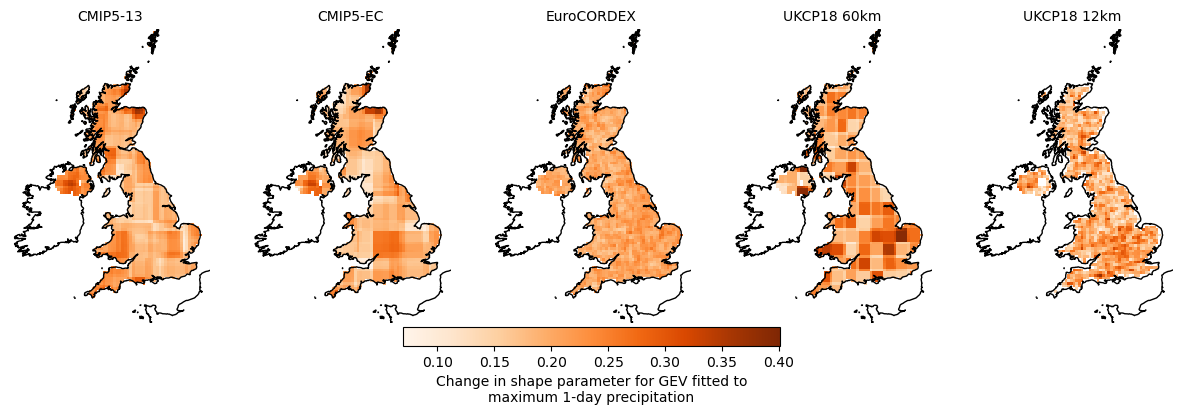 CMIP5-13
CMIP5-EC
EuroCORDEX
UKCP18 60km
UKCP18 12km
0.10
0.15
0.20
0.25
0.30
0.35
0.40
Change in shape parameter for GEV fitted to
maximum 1-day precipitation